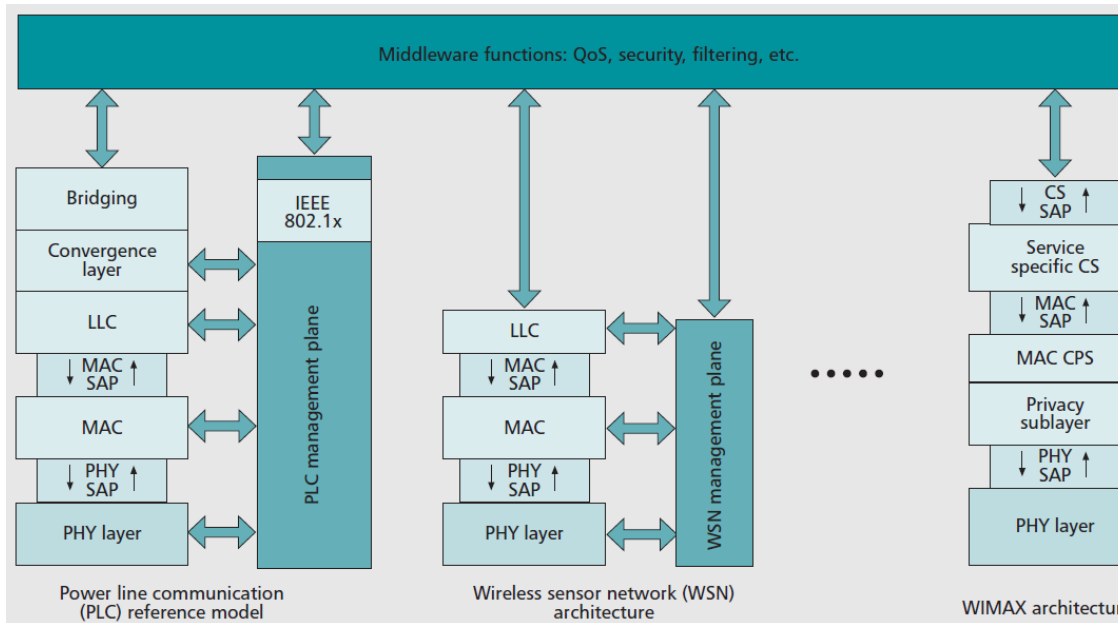 Middleware functions: QoS, security, filtering, etc.
Bridging
Convergence
layer
LLC
MAC
SAP
MAC
PHY
SAP
PHY layer
IEEE
802.1x
PLC management plane
Power line communication
(PLC) reference model
LLC
MAC
SAP
MAC
PHY
SAP
PHY layer
WSN management plane
Wireless sensor network (WSN)
architecture
CS
SAP
Service
specific CS
MAC
SAP
MAC CPS
Privacy
sublayer
PHY
SAP
PHY layer
WIMAX architectur